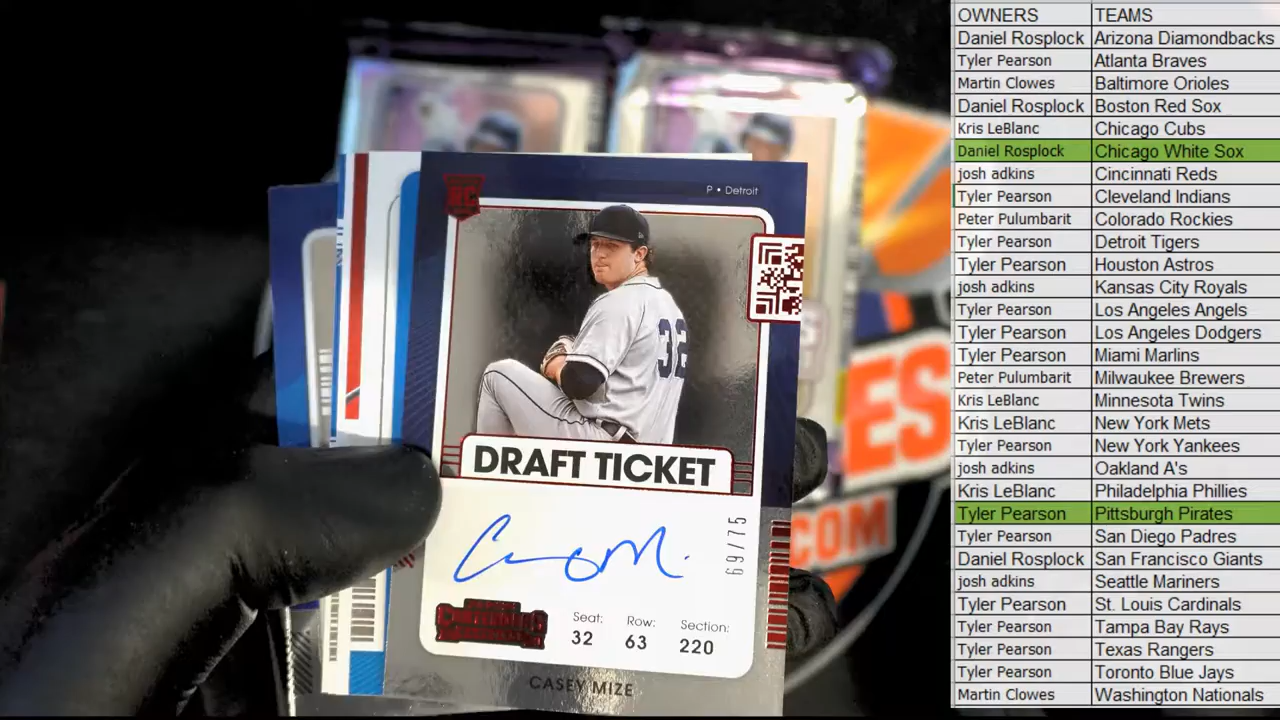 RC
P • Detroit
32
DRAFT TICKET
69/75
Seat: 32
Row: 63
Section: 220
CASEY MIZE
ES
COM
OWNERS TEAMS
Daniel Rosplock Arizona Diamondbacks
Tyler Pearson Atlanta Braves
Martin Clowes Baltimore Orioles
Daniel Rosplock Boston Red Sox
Kris LeBlanc Chicago Cubs
Daniel Rosplock Chicago White Sox
josh adkins Cincinnati Reds
Tyler Pearson Cleveland Indians
Peter Pulumbarit Colorado Rockies
Tyler Pearson Detroit Tigers
Tyler Pearson Houston Astros
josh adkins Kansas City Royals
Tyler Pearson Los Angeles Angels
Tyler Pearson Los Angeles Dodgers
Tyler Pearson Miami Marlins
Peter Pulumbarit Milwaukee Brewers
Kris LeBlanc Minnesota Twins
Kris LeBlanc New York Mets
Tyler Pearson New York Yankees
josh adkins Oakland A's
Kris LeBlanc Philadelphia Phillies
Tyler Pearson Pittsburgh Pirates
Tyler Pearson San Diego Padres
Daniel Rosplock San Francisco Giants
josh adkins Seattle Mariners
Tyler Pearson St. Louis Cardinals
Tyler Pearson Tampa Bay Rays
Tyler Pearson Texas Rangers
Tyler Pearson Toronto Blue Jays
Martin Clowes Washington Nationals